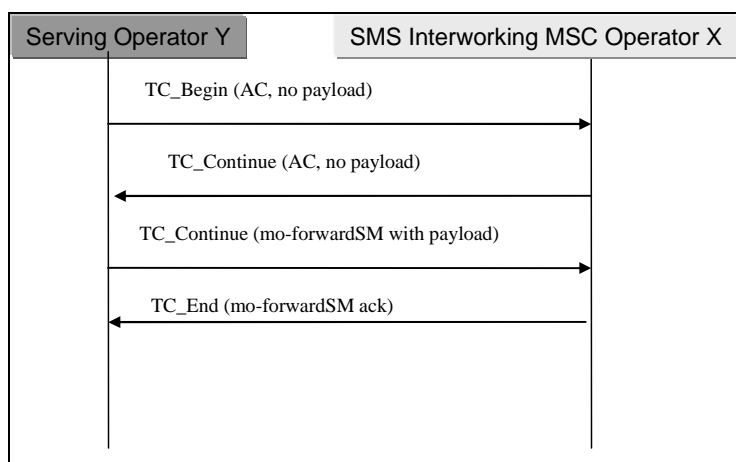 Serving Operator Y
SMS Interworking MSC Operator X
TC_Begin (AC, no payload)
TC_Continue (AC, no payload)
TC_Continue (mo-forwardSM with payload)
TC_End (mo-forwardSM ack)